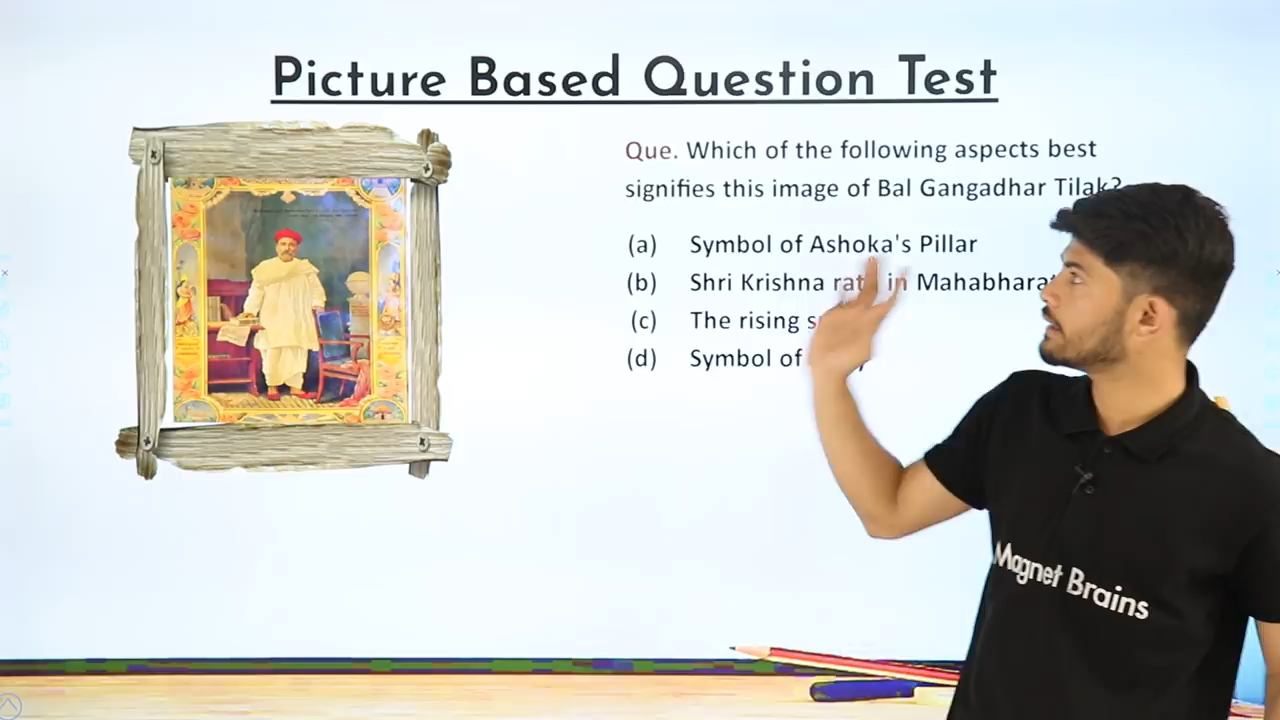 Picture Based Question Test
Que. Which of the following aspects best
signifies this image of Bal Gangadhar Tilak?
(a) Symbol of Ashoka's Pillar
(b) Shri Krishna in
(c) The rising
(d) Symbol of
Magnet Brains